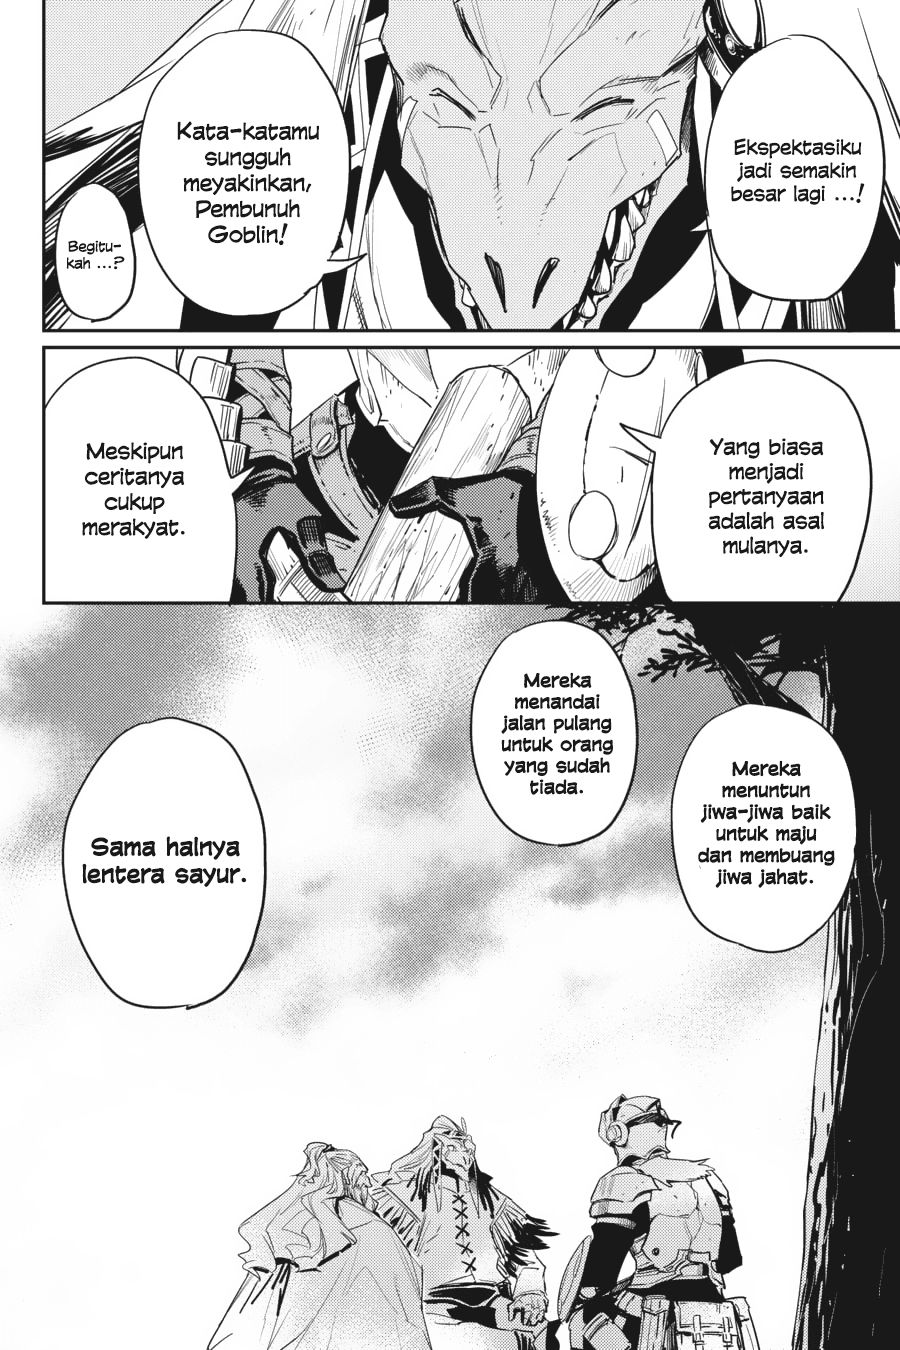 Ekspektasiku
jadi semakin
besar lagi ...!
Kata-katamu
sungguh
meyakinkan,
Pembunuh
Goblin!
Begitu-
kah ...?
Yang biasa
menjadi
pertanyaan
adalah asal
mulanya.
Meskipun
ceritanya
cukup
merakyat.
Mereka
menuntun
jiwa-jiwa baik
untuk maju
dan membuang
jiwa jahat.
Mereka
menandai
jalan pulang
untuk orang
yang sudah
tiada.
Sama halnya
lentera sayur.